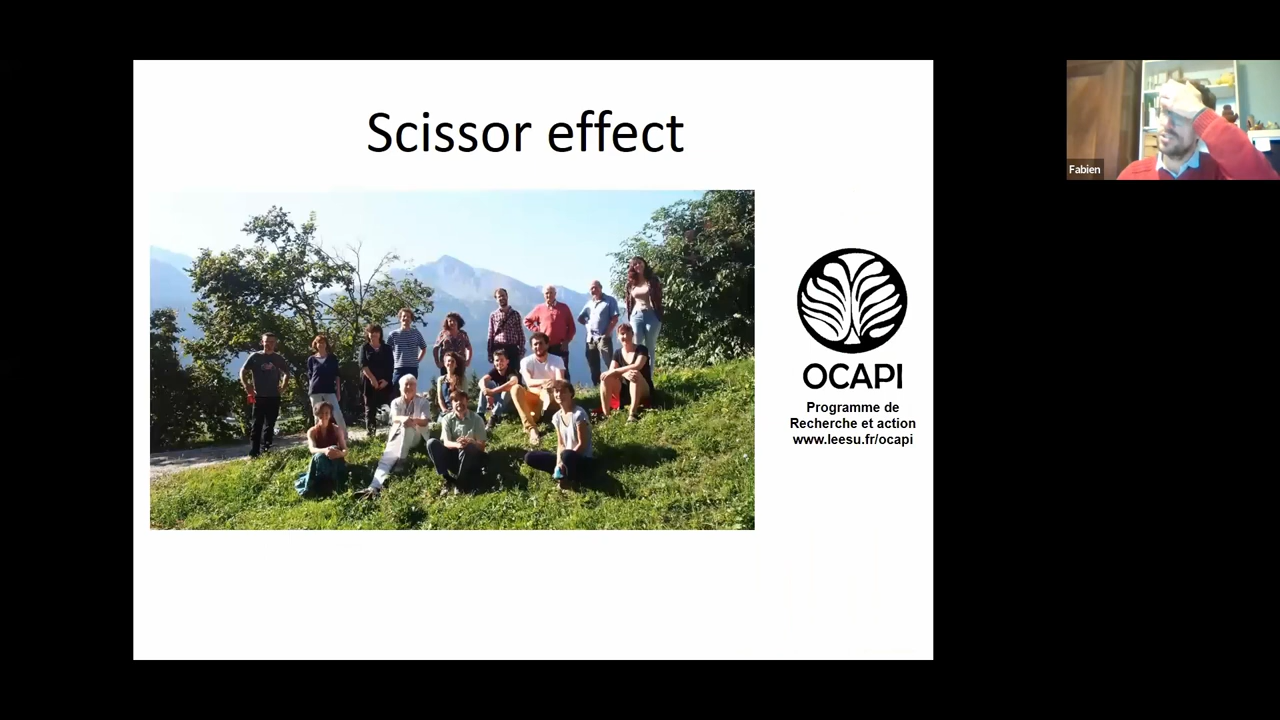 Scissor effect
OCAPI
Programme de
Recherche et action
www.leesu.fr/ocapi
Fabien